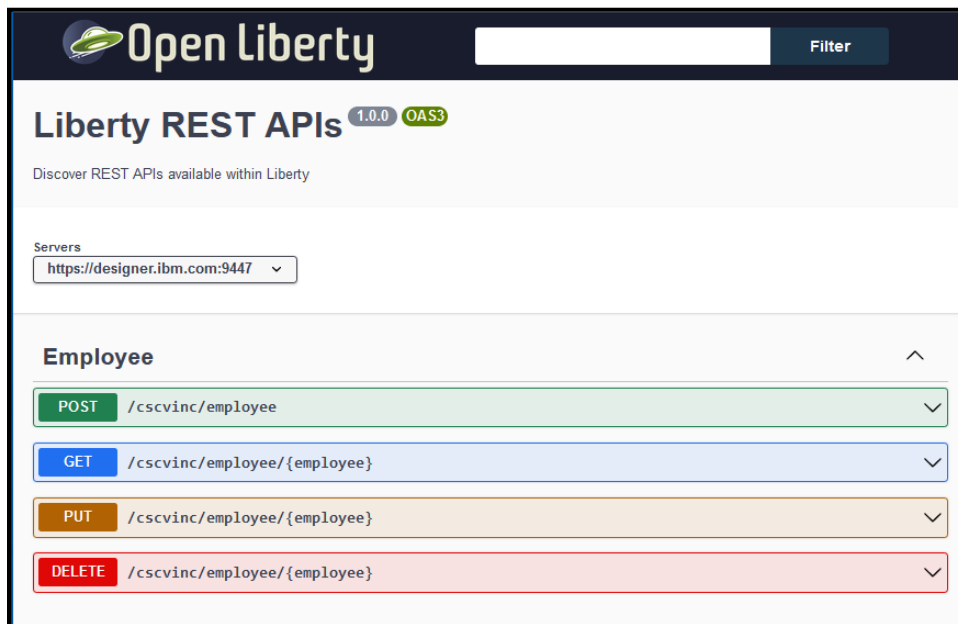 Open Liberty
Filter
Liberty REST APIs 1.0.0 OAS3
Discover REST APIs available within Liberty
Servers
https://designer.ibm.com:9447
Employee
POST /cscvinc/employee
GET /cscvinc/employee/{employee}
PUT /cscvinc/employee/{employee}
DELETE /cscvinc/employee/{employee}